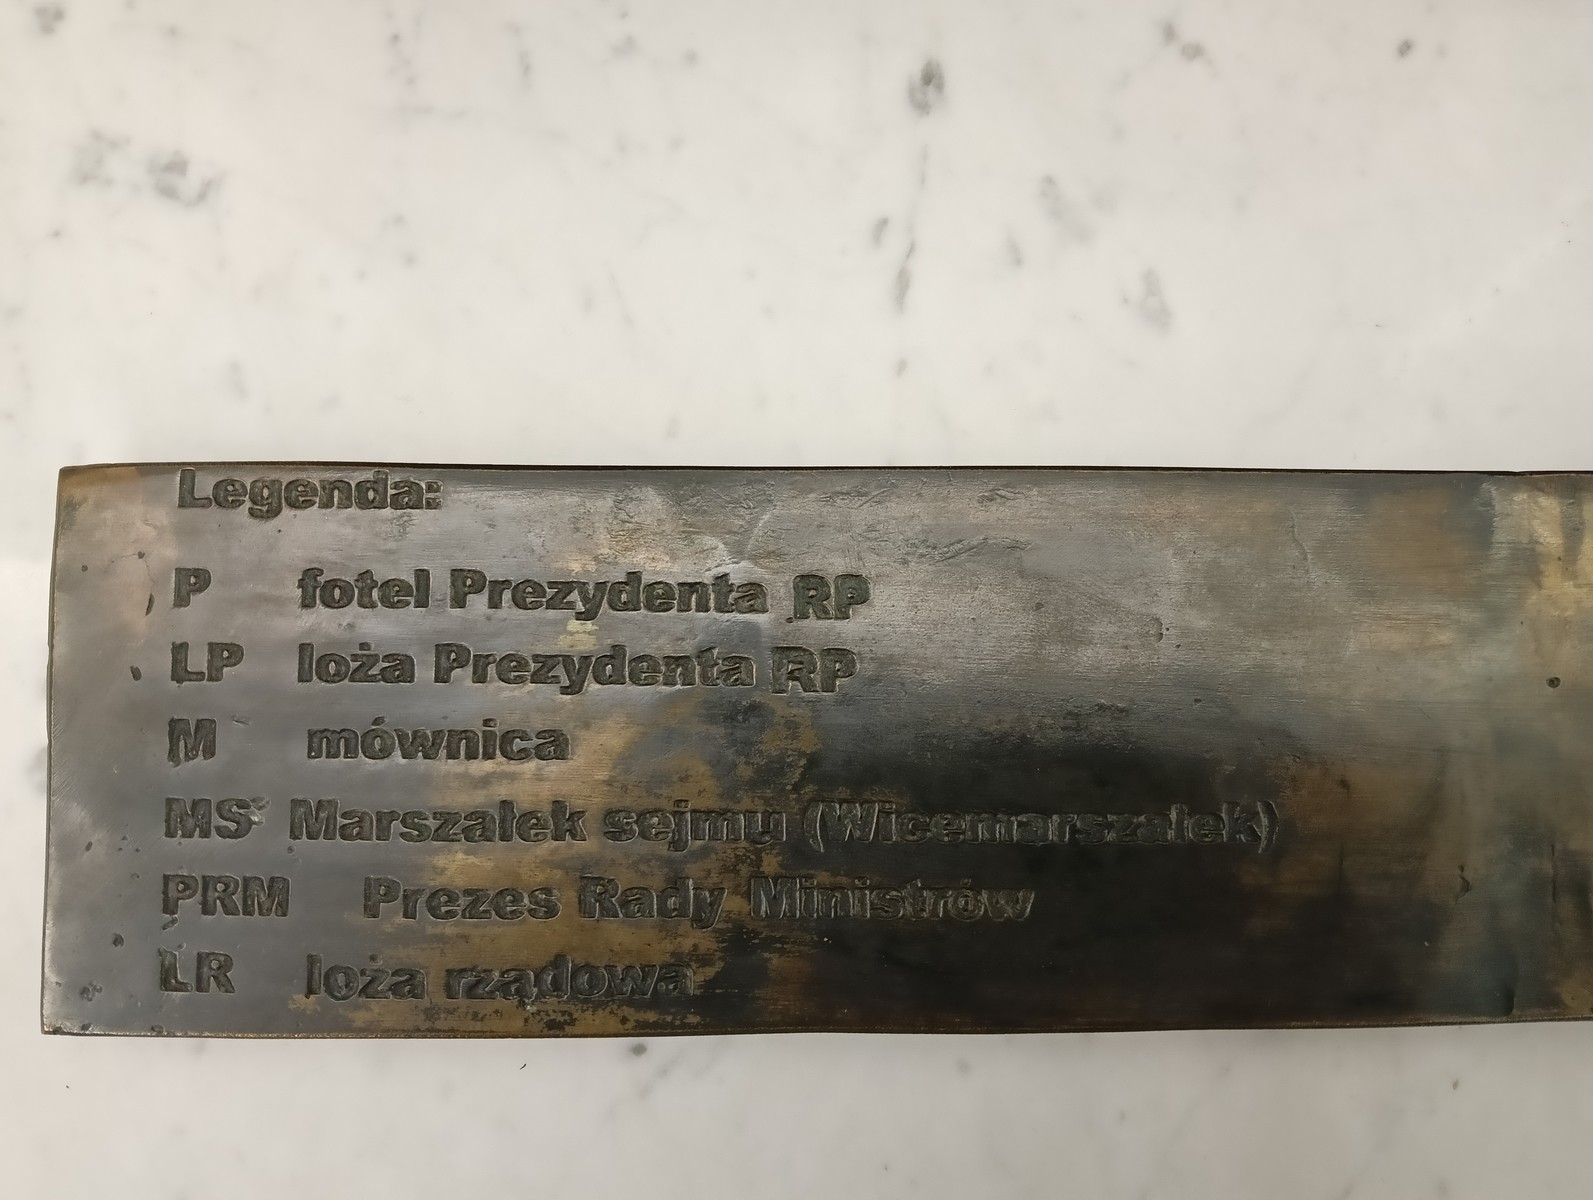 Legenda:
P fotel Prezydenta RP
LP loża Prezydenta RP
M mównica
MS Marszałek sejmu (Wicemarszałek)
PRM Prezes Rady Ministrów
LR loża rządowa